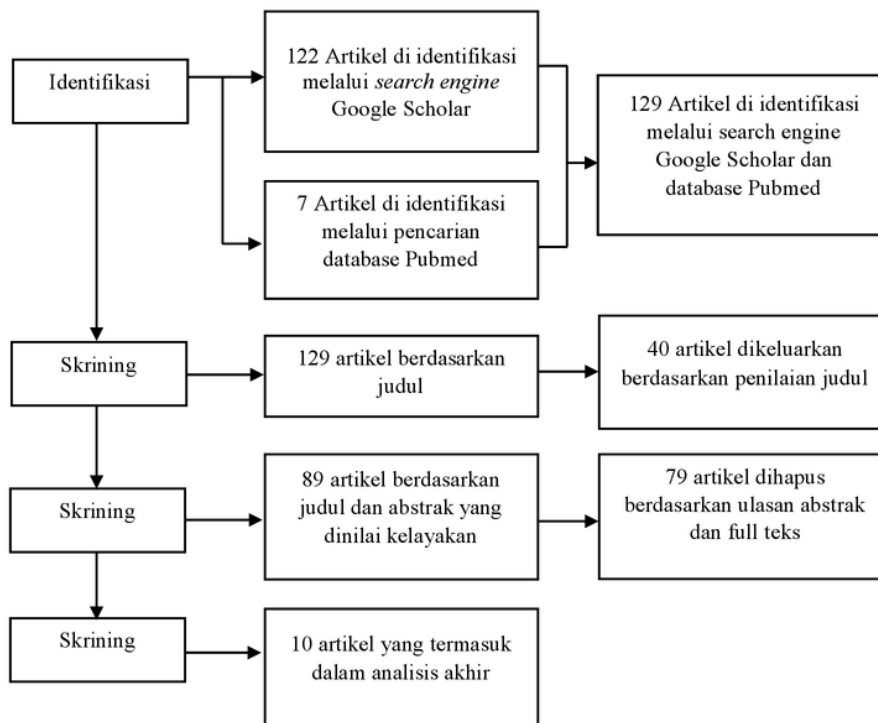 Identifikasi
122 Artikel di identifikasi
melalui search engine
Google Scholar
7 Artikel di identifikasi
melalui pencarian
database Pubmed
129 Artikel di identifikasi
melalui search engine
Google Scholar dan
database Pubmed
Skrining
129 artikel berdasarkan
judul
40 artikel dikeluarkan
berdasarkan penilaian judul
Skrining
89 artikel berdasarkan
judul dan abstrak yang
dinilai kelayakan
79 artikel dihapus
berdasarkan ulasan abstrak
dan full teks
Skrining
10 artikel yang termasuk
dalam analisis akhir